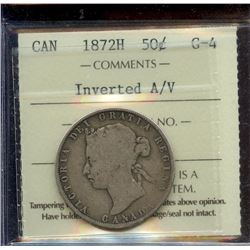 CAN 1872H 50¢ G-4
— COMMENTS —
Inverted A/V
NO. —
VICTORIA DEI GRATIA REGINA
CANADA
IS A
TEM.
Tampering ates above opinion.
Have hold age/seal not intact.